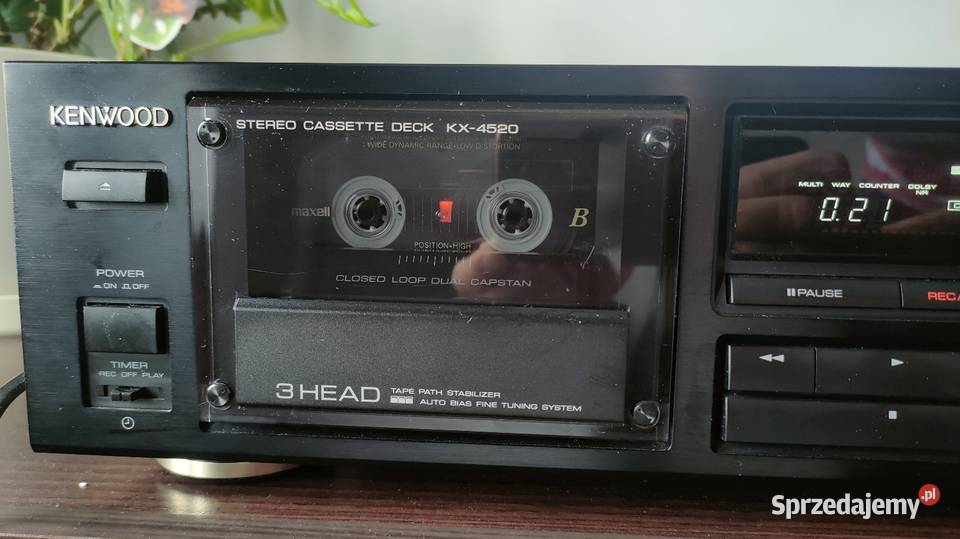 KENWOOD
STEREO CASSETTE DECK KX-4520
WIDE DYNAMIC RANGE•LOW DISTORTION
maxell
B
POSITION•HIGH
CLOSED LOOP DUAL CAPSTAN
POWER
ON OFF
TIMER
REC OFF PLAY
3 HEAD
TAPE PATH STABILIZER
AUTO BIAS FINE TUNING SYSTEM
MULTI WAY COUNTER DOLBY
NR
0.21
PAUSE
REC
Sprzedajemy.pl